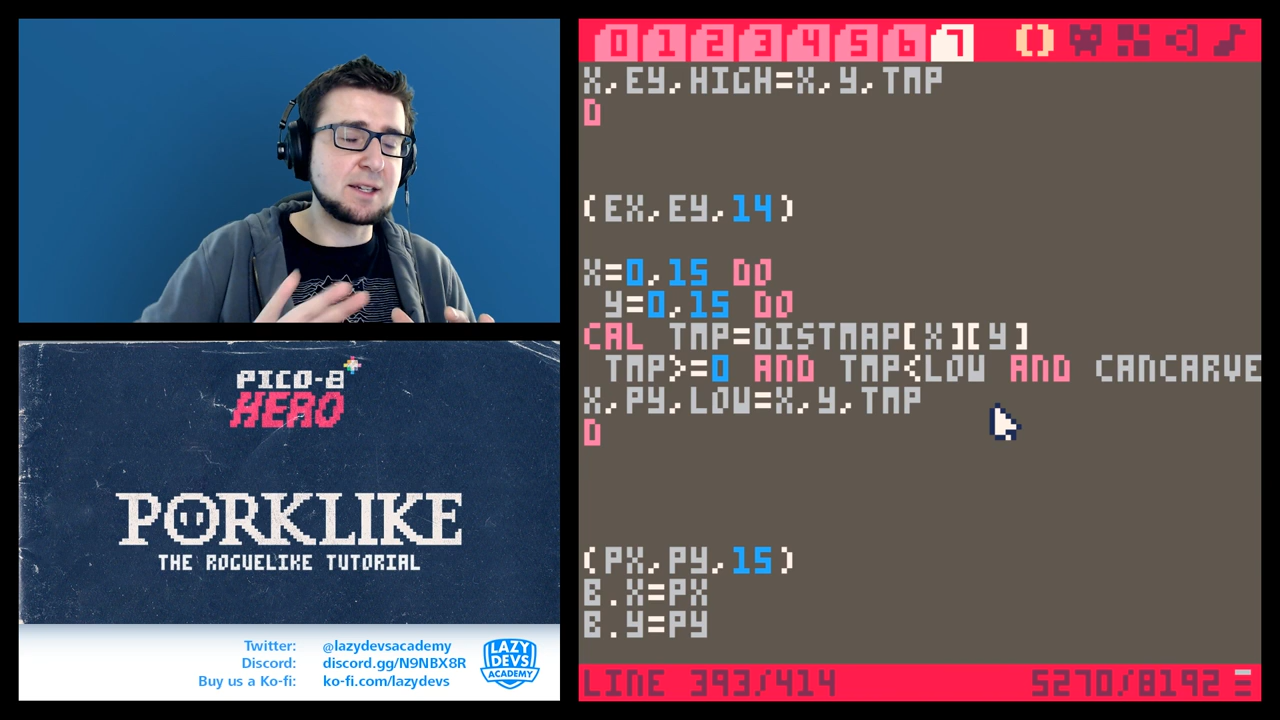 0 1 2 3 4 5 6 7
X,EY,HIGH=X,Y,TMP
D
(EX,EY,14)
X=0,15 DO
Y=0,15 DO
CAL TMP=DISTMAP[X][Y]
TMP>=0 AND TMP<LOW AND CANCARVE
X,PY,LOW=X,Y,TMP
D
(PX,PY,15)
B.X=PX
B.Y=PY
LINE 393/414 5270/8192
PICO-8
HERO
PORKLIKE
THE ROGUELIKE TUTORIAL
Twitter: @lazydevsacademy
Discord: discord.gg/N9NBX8R
Buy us a Ko-fi: ko-fi.com/lazydevs
LAZY
DEVS
ACADEMY